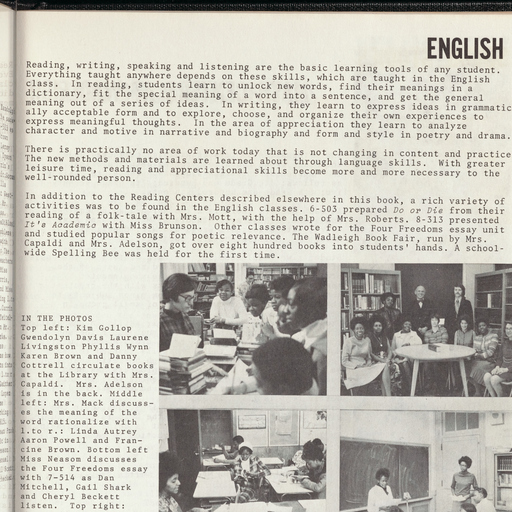 ENGLISH
Reading, writing, speaking and listening are the basic learning tools of any student.
Everything taught anywhere depends on these skills, which are taught in the English
class. In reading, students learn to unlock new words, find their meanings in a
dictionary, fit the special meaning of a word into a sentence, and get the general
meaning out of a series of ideas. In writing, they learn to express ideas in grammatic-
ally acceptable form and to explore, choose, and organize their own experiences to
express meaningful thoughts. In the area of appreciation they learn to analyze
character and motive in narrative and biography and form and style in poetry and drama.
There is practically no area of work today that is not changing in content and practice
The new methods and materials are learned about through language skills. With greater
leisure time, reading and appreciational skills become more and more necessary to the
well-rounded person.
In addition to the Reading Centers described elsewhere in this book, a rich variety of
activities was to be found in the English classes. 6-503 prepared Do or Die from their
reading of a folk-tale with Mrs. Mott, with the help of Mrs. Roberts. 8-313 presented
It's Academic with Miss Brunson. Other classes wrote for the Four Freedoms essay unit
and studied popular songs for poetic relevance. The Wadleigh Book Fair, run by Mrs.
Capaldi and Mrs. Adelson, got over eight hundred books into students' hands. A school-
wide Spelling Bee was held for the first time.
IN THE PHOTOS
Top left: Kim Gollop
Gwendolyn Davis Laurene
Livingston Phyllis Wynn
Karen Brown and Danny
Cottrell circulate books
at the Library with Mrs.
Capaldi. Mrs. Adelson
is in the back. Middle
left: Mrs. Mack discuss-
es the meaning of the
word rationalize with
l.to r.: Linda Autrey
Aaron Powell and Fran-
cine Brown. Bottom left
Miss Neasom discusses
the Four Freedoms essay
with 7-514 as Dan
Mitchell, Gail Shark
and Cheryl Beckett
listen. Top right: